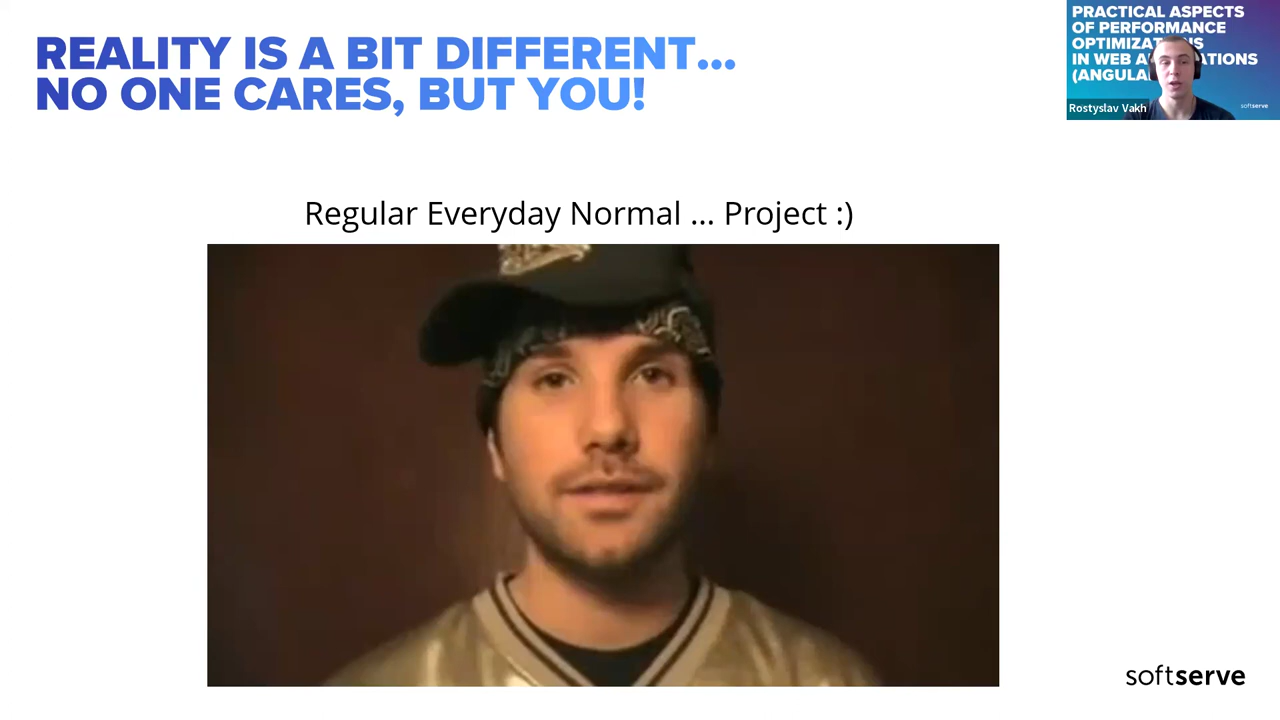 REALITY IS A BIT DIFFERENT...
NO ONE CARES, BUT YOU!
PRACTICAL ASPECTS
OF PERFORMANCE
IN WEB
Rostyslav Vakh
softserve
Regular Everyday Normal ... Project :)
softserve